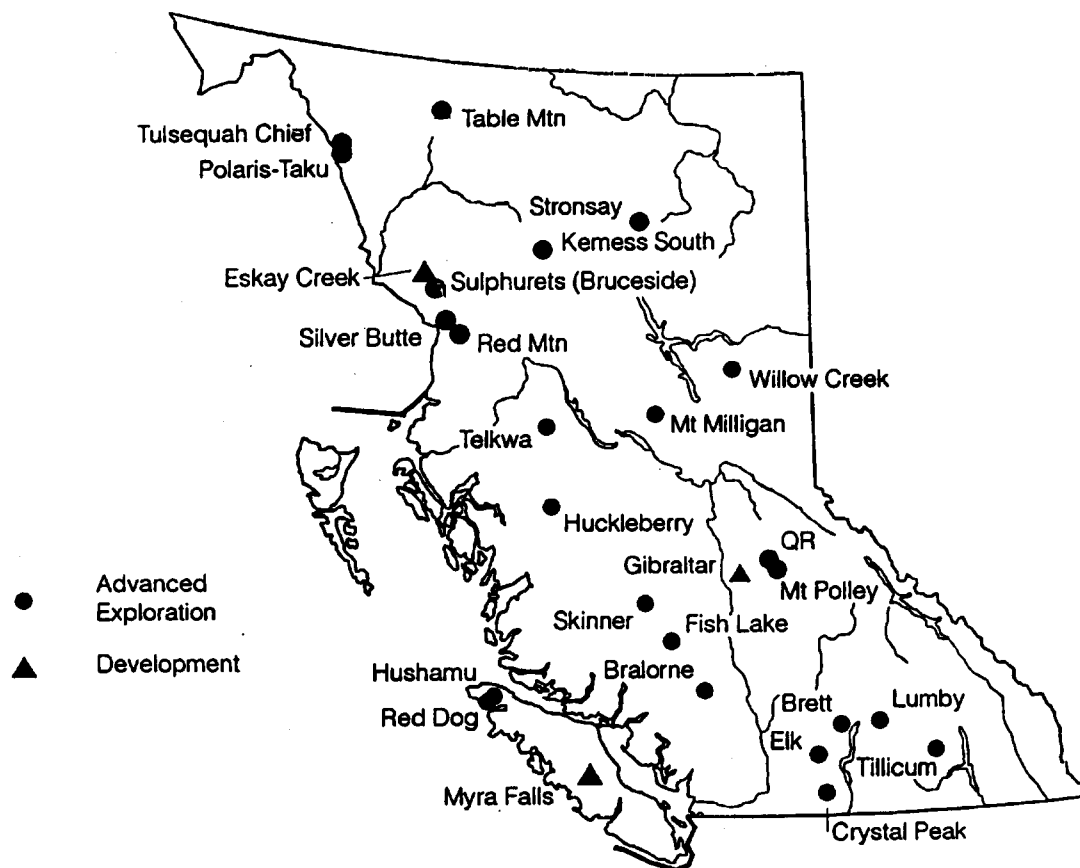 Table Mtn
Tulsequah Chief
Polaris-Taku
Stronsay
Kemess South
Eskay Creek
Sulphurets (Bruceside)
Silver Butte
Red Mtn
Willow Creek
Mt Milligan
Telkwa
Huckleberry
QR
Gibraltar
Mt Polley
Advanced
Exploration
Skinner
Fish Lake
Development
Hushamu
Bralorne
Red Dog
Brett
Lumby
Elk
Tillicum
Myra Falls
Crystal Peak